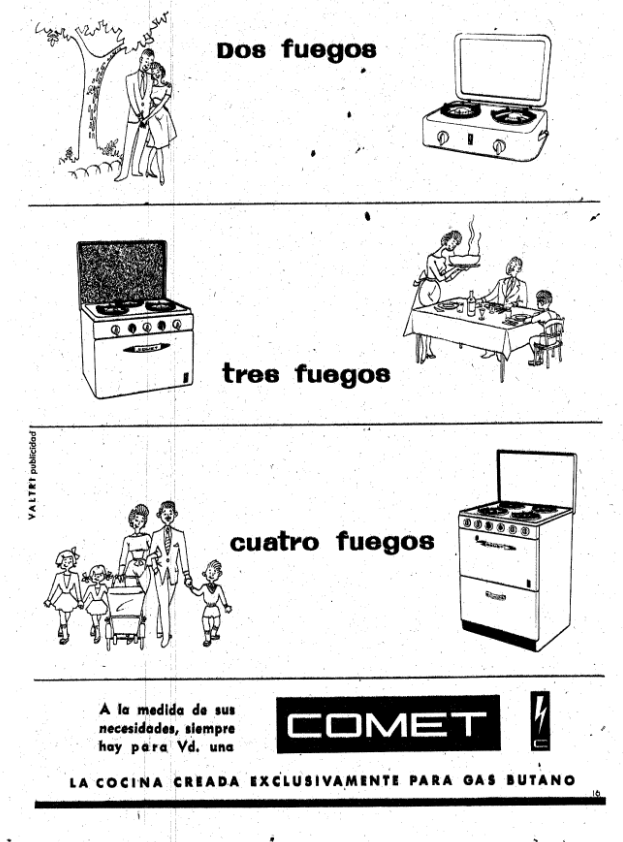 Dos fuegos
COMET
tres fuegos
VALTRI publicidad
cuatro fuegos
A la medida de sus
necesidades, siempre
hay para Vd. una
COMET
C
LA COCINA CREADA EXCLUSIVAMENTE PARA GAS BUTANO
16